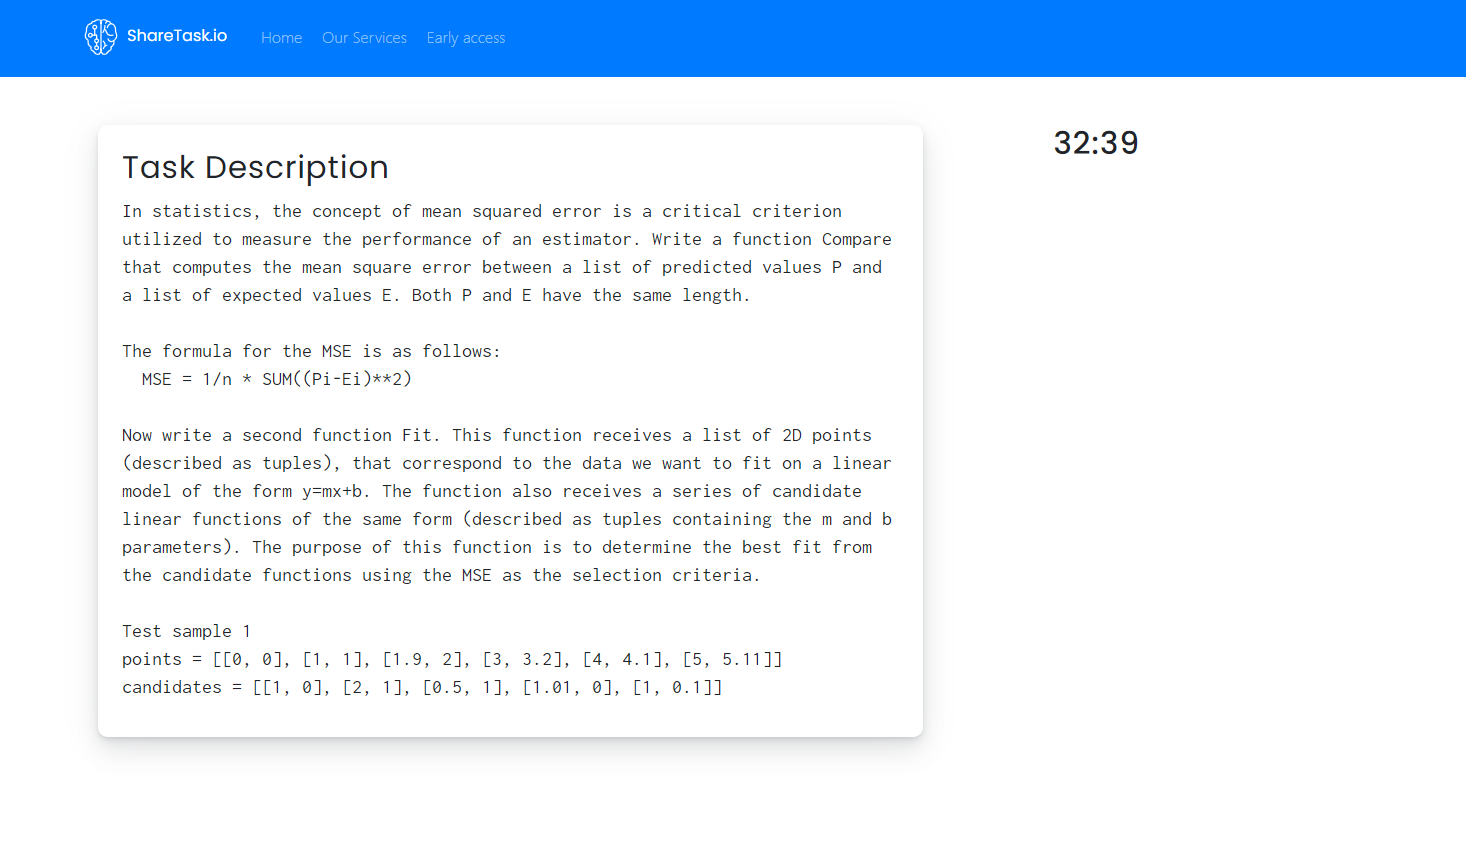 ShareTask.io
Home
Our Services
Early access
32:39
Task Description
In statistics, the concept of mean squared error is a critical criterion
utilized to measure the performance of an estimator. Write a function Compare
that computes the mean square error between a list of predicted values P and
a list of expected values E. Both P and E have the same length.
The formula for the MSE is as follows:
MSE = 1/n * SUM((Pi-Ei)**2)
Now write a second function Fit. This function receives a list of 2D points
(described as tuples), that correspond to the data we want to fit on a linear
model of the form y=mx+b. The function also receives a series of candidate
linear functions of the same form (described as tuples containing the m and b
parameters). The purpose of this function is to determine the best fit from
the candidate functions using the MSE as the selection criteria.
Test sample 1
points = [[0, 0], [1, 1], [1.9, 2], [3, 3.2], [4, 4.1], [5, 5.11]]
candidates = [[1, 0], [2, 1], [0.5, 1], [1.01, 0], [1, 0.1]]